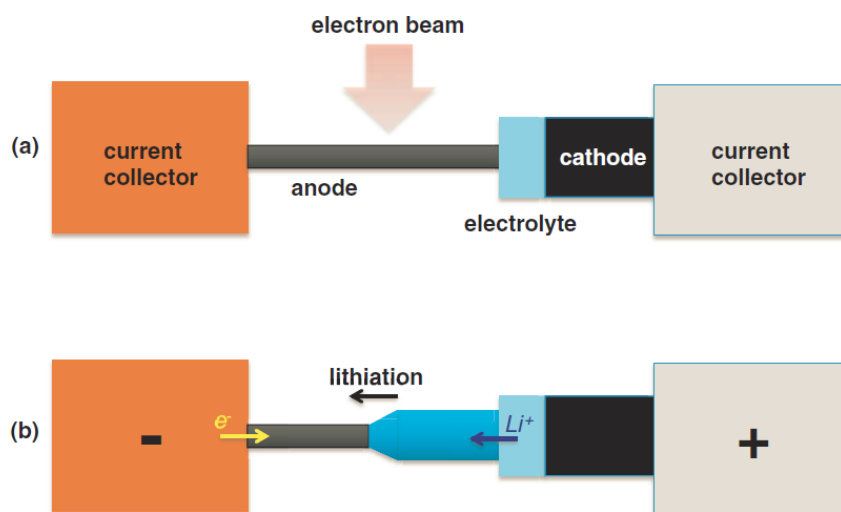 electron beam
(a)
current
collector
anode
electrolyte
cathode
current
collector
lithiation
(b)
-
e-
Li+
+